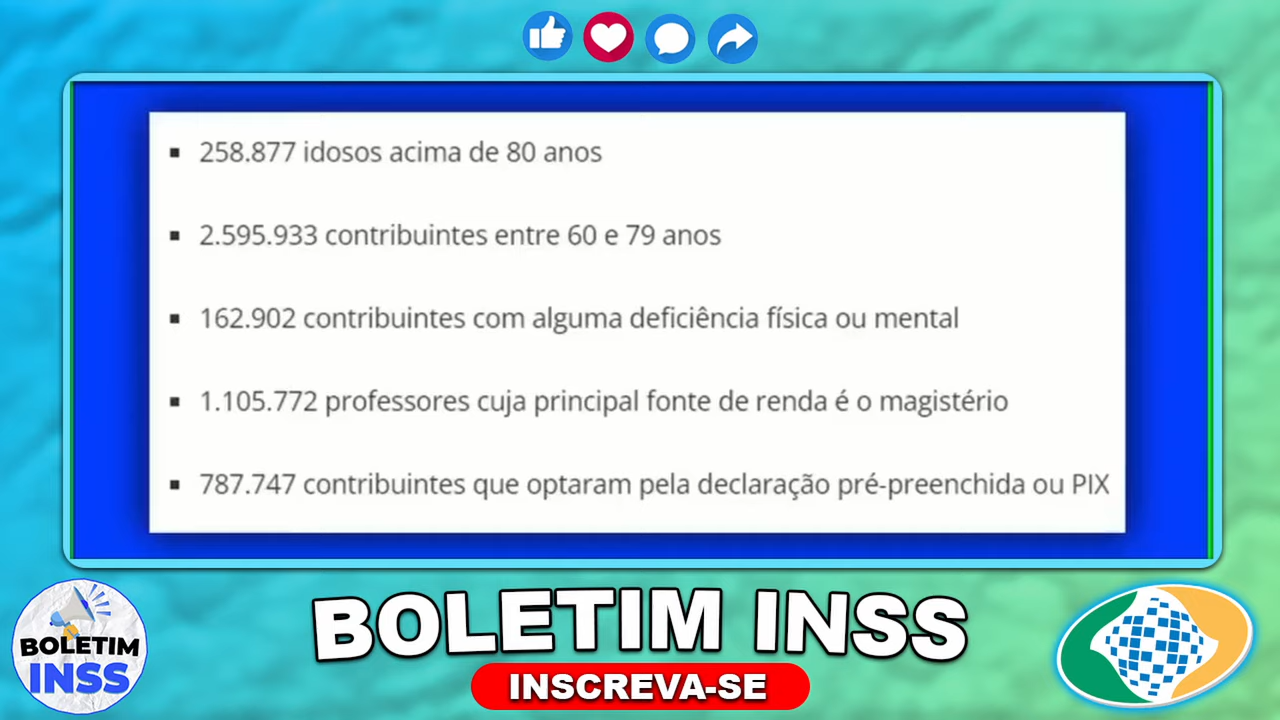 258.877 idosos acima de 80 anos
2.595.933 contribuintes entre 60 e 79 anos
162.902 contribuintes com alguma deficiência física ou mental
1.105.772 professores cuja principal fonte de renda é o magistério
787.747 contribuintes que optaram pela declaração pré-preenchida ou PIX
BOLETIM
INSS
BOLETIM INSS
INSCREVA-SE